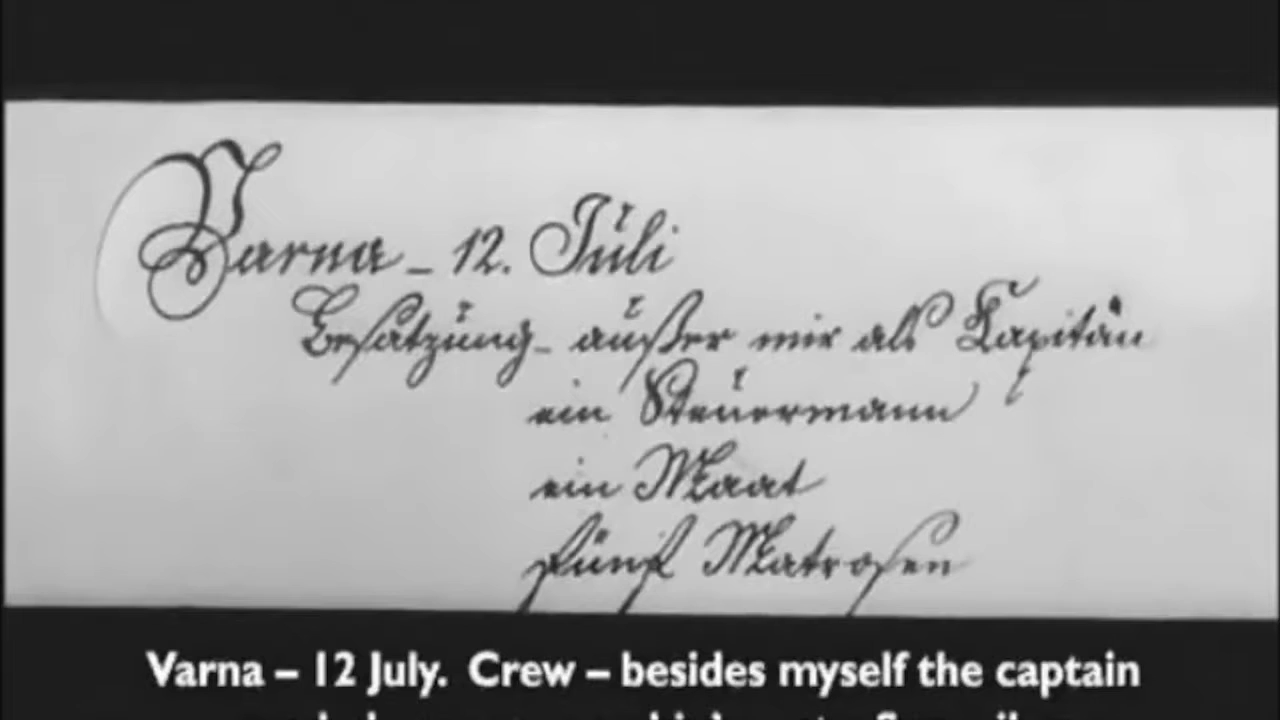 Varna – 12. Juli
Besatzung – außer mir als Kapitän
ein Steuermann
ein Maat
fünf Matrosen
Varna – 12 July. Crew – besides myself the captain